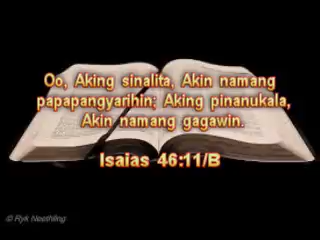 Oo, Aking sinalita, Akin namang
papapangyarihin; Aking pinanukala,
Akin namang gagawin.
Isaias 46:11/B
© Ryk Neethling